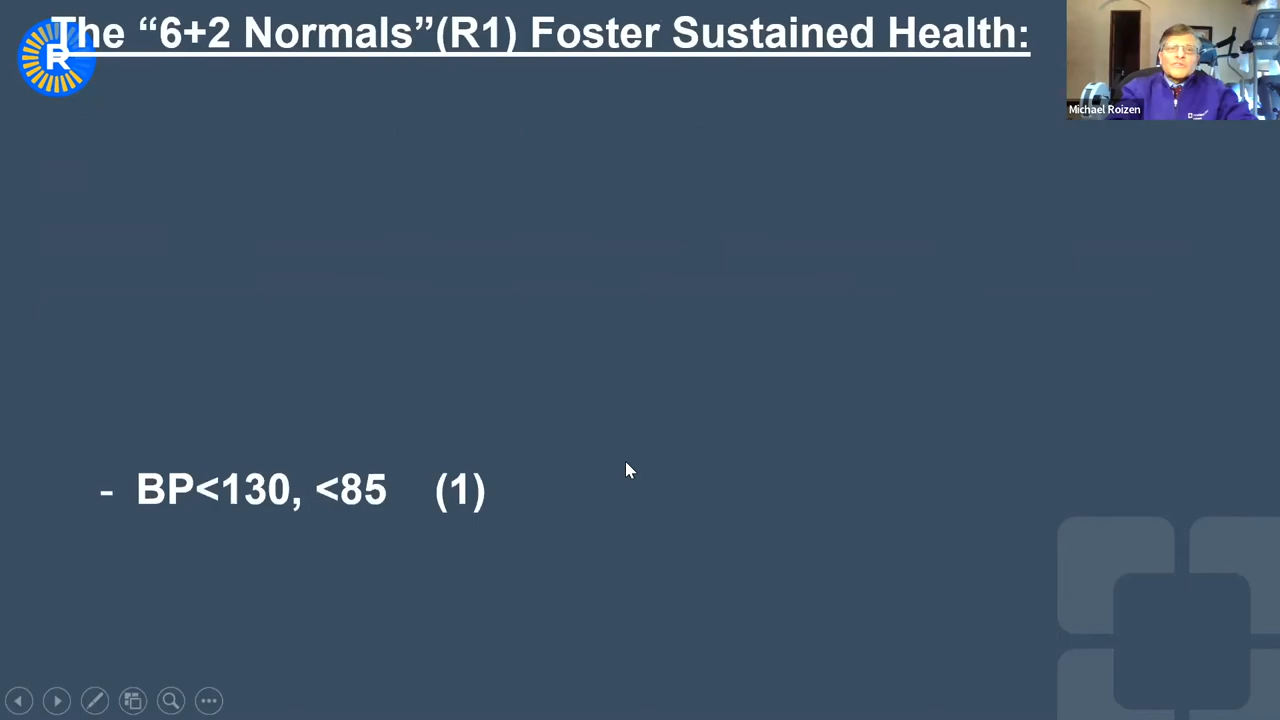 The “6+2 Normals”(R1) Foster Sustained Health:
R
Michael Roizen
- BP<130, <85 (1)